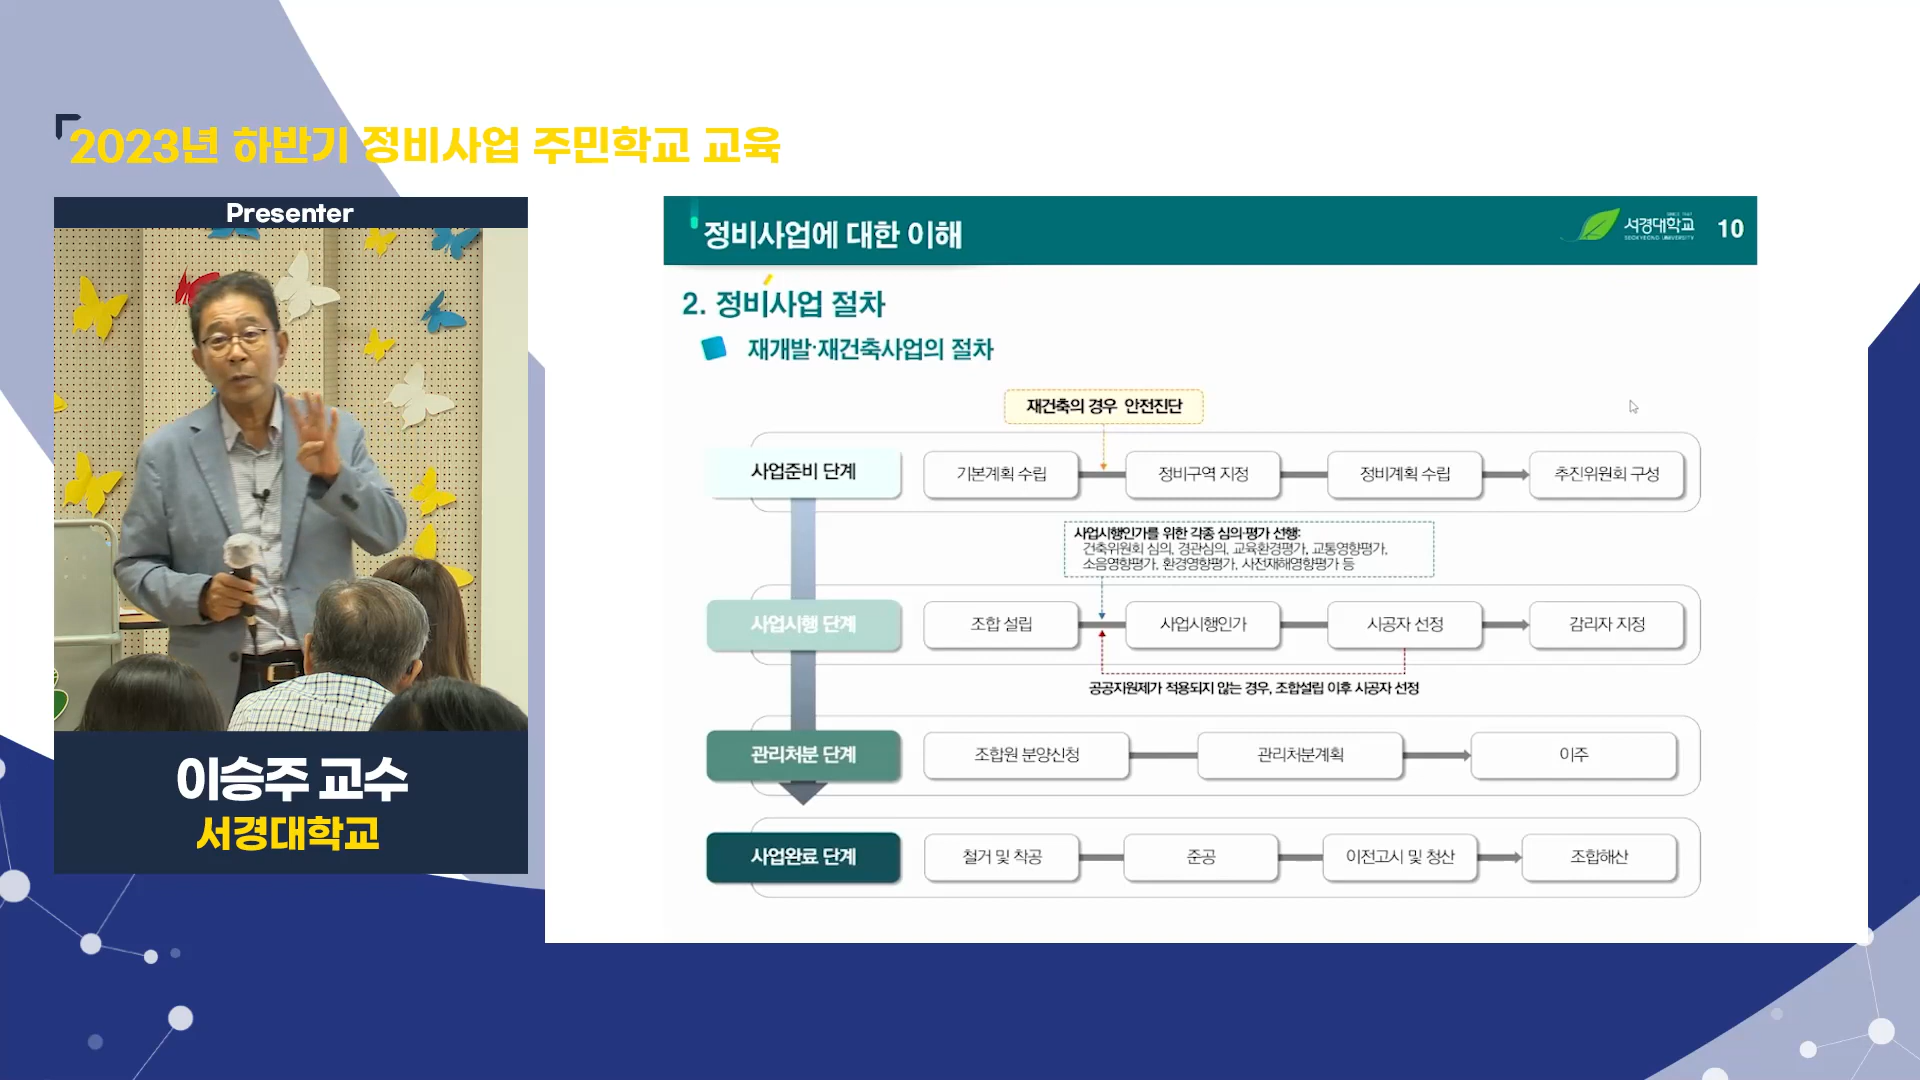 2023년 하반기 정비사업 주민학교 교육
Presenter
이승주 교수
서경대학교
정비사업에 대한 이해
SINCE 1947
서경대학교
SEOKYEONG UNIVERSITY
10
2. 정비사업 절차
재개발·재건축사업의 절차
재건축의 경우 안전진단
사업준비 단계
기본계획 수립
정비구역 지정
정비계획 수립
추진위원회 구성
사업시행인가를 위한 각종 심의·평가 선행:
건축위원회 심의, 경관심의, 교육환경평가, 교통영향평가,
소음영향평가, 환경영향평가, 사전재해영향평가 등
사업시행 단계
조합 설립
사업시행인가
시공자 선정
감리자 지정
공공지원제가 적용되지 않는 경우, 조합설립 이후 시공자 선정
관리처분 단계
조합원 분양신청
관리처분계획
이주
사업완료 단계
철거 및 착공
준공
이전고시 및 청산
조합해산